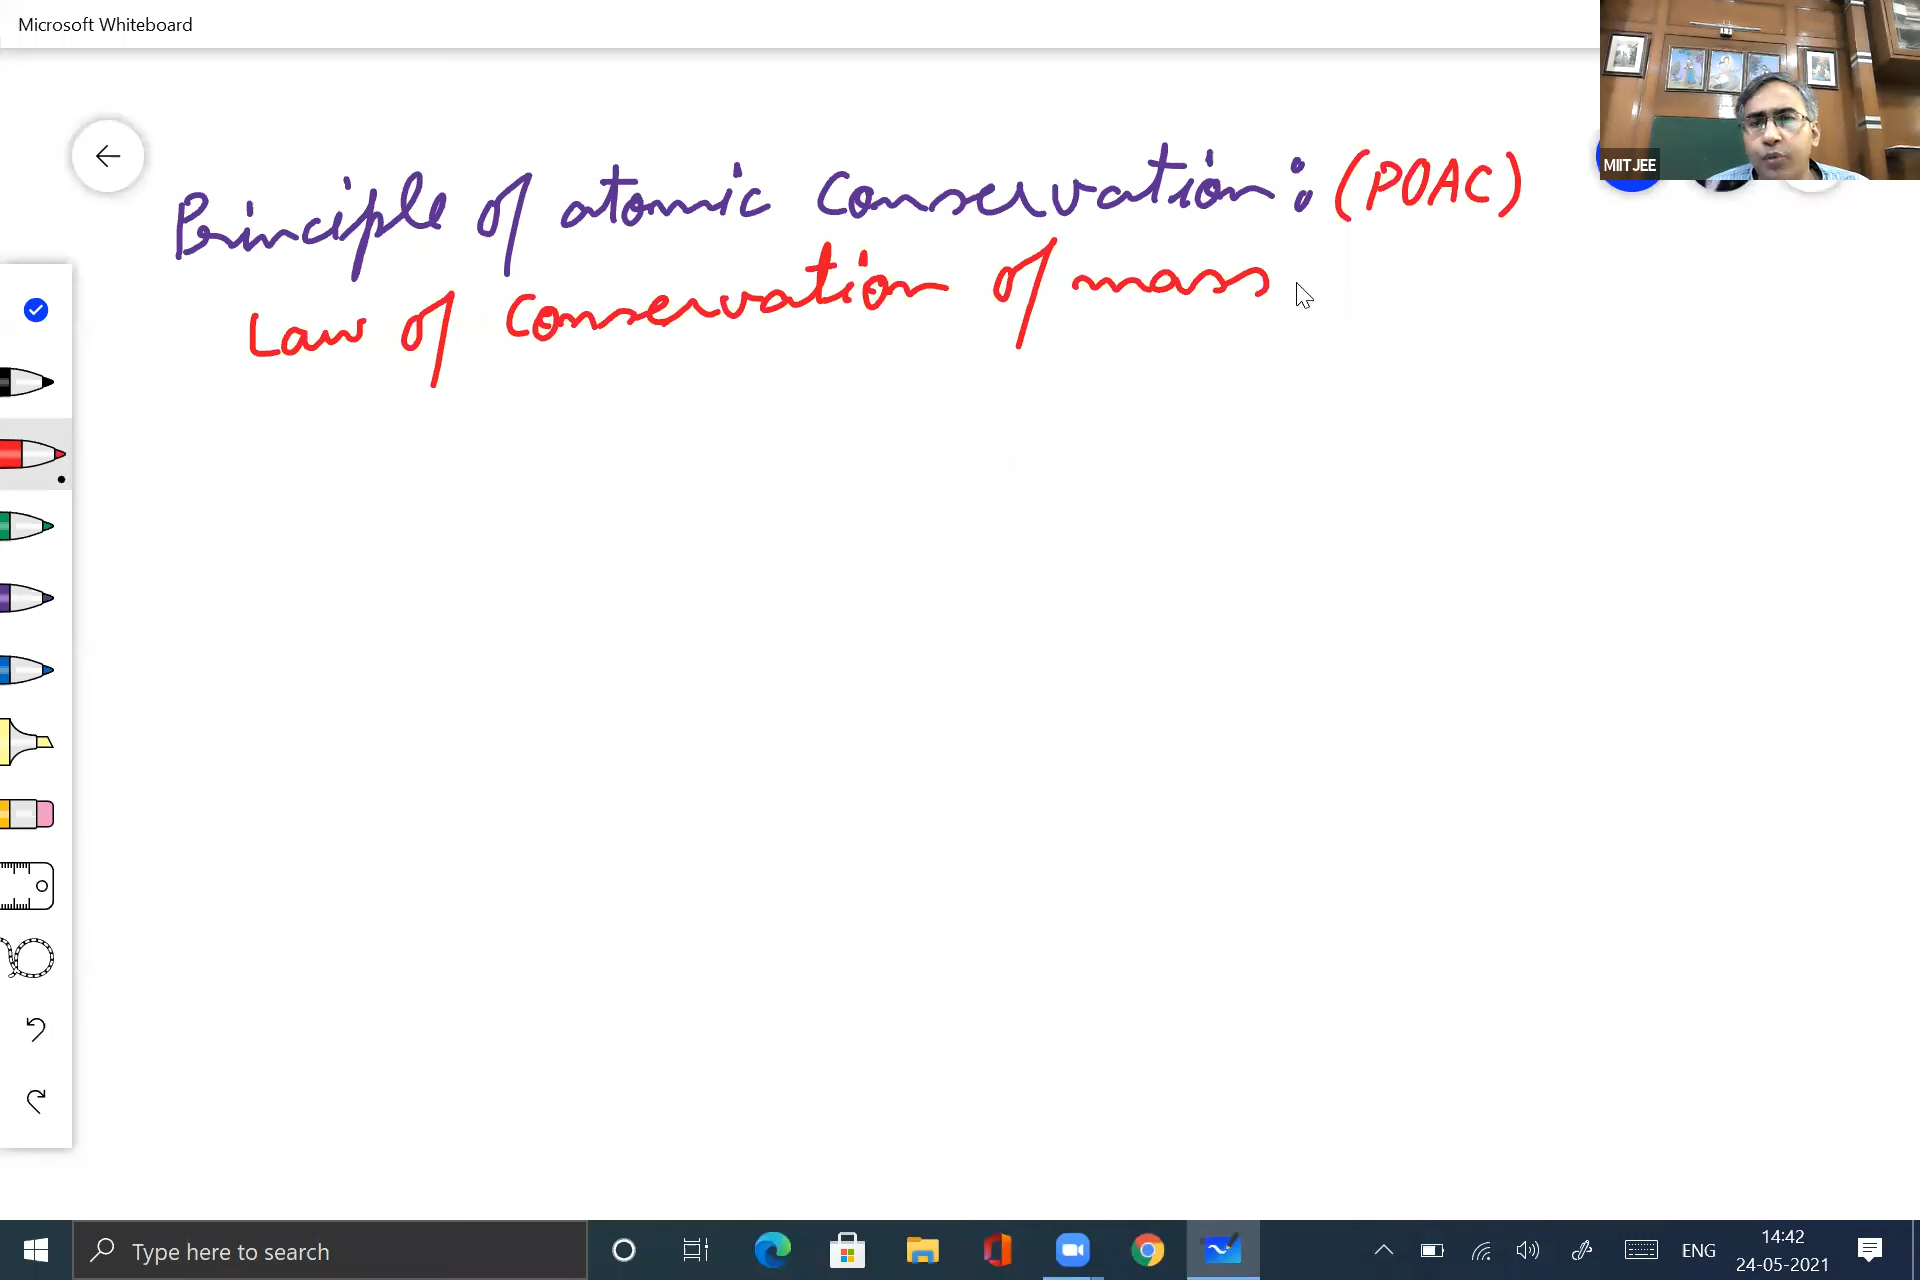 Microsoft Whiteboard
MIIT JEE
Principle of atomic conservation: (POAC)
Law of conservation of mass
Type here to search
ENG
14:42
24-05-2021